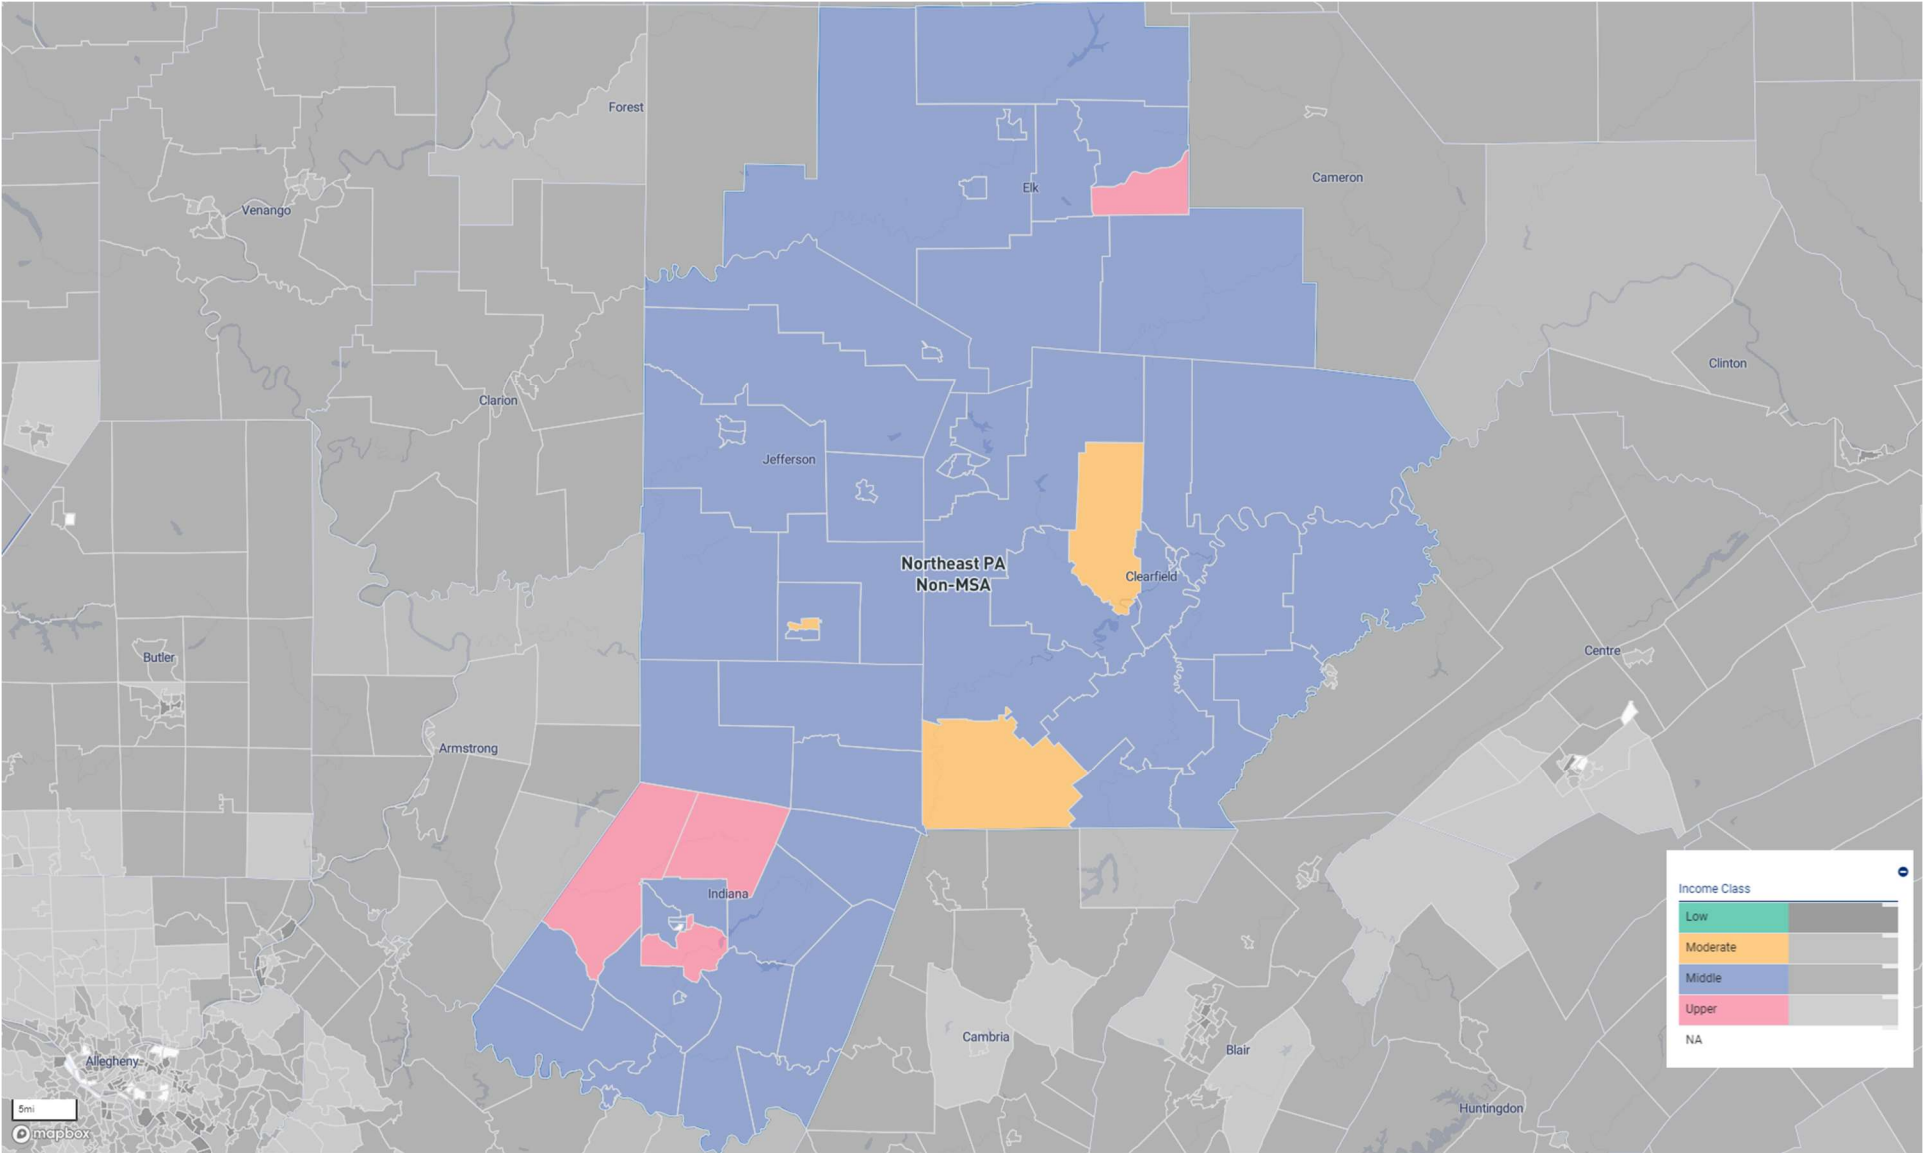 Forest
Cameron
Elk
Venango
Clinton
Clarion
Jefferson
Northeast PA
Non-MSA
Clearfield
Centre
Butler
Armstrong
Indiana
Income Class
Low
Moderate
Middle
Upper
NA
Cambria
Blair
Allegheny
Huntingdon
5mi
mapbox